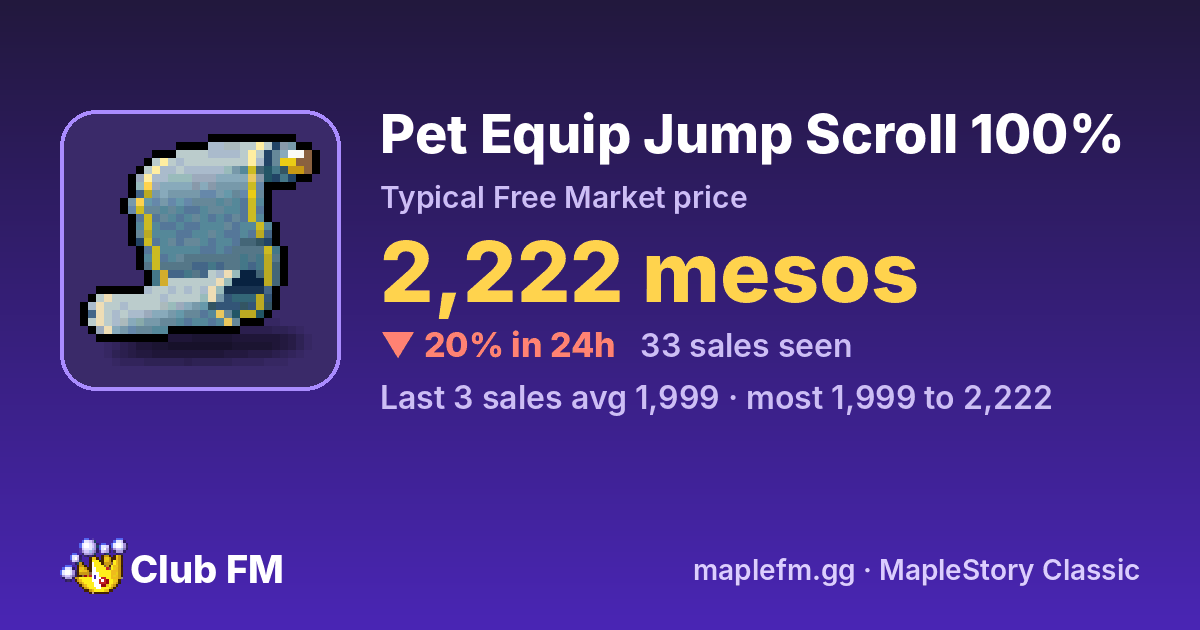 Pet Equip Jump Scroll 100%
Typical Free Market price
2,222 mesos
▼ 20% in 24h 33 sales seen
Last 3 sales avg 1,999 · most 1,999 to 2,222
Club FM
maplefm.gg · MapleStory Classic